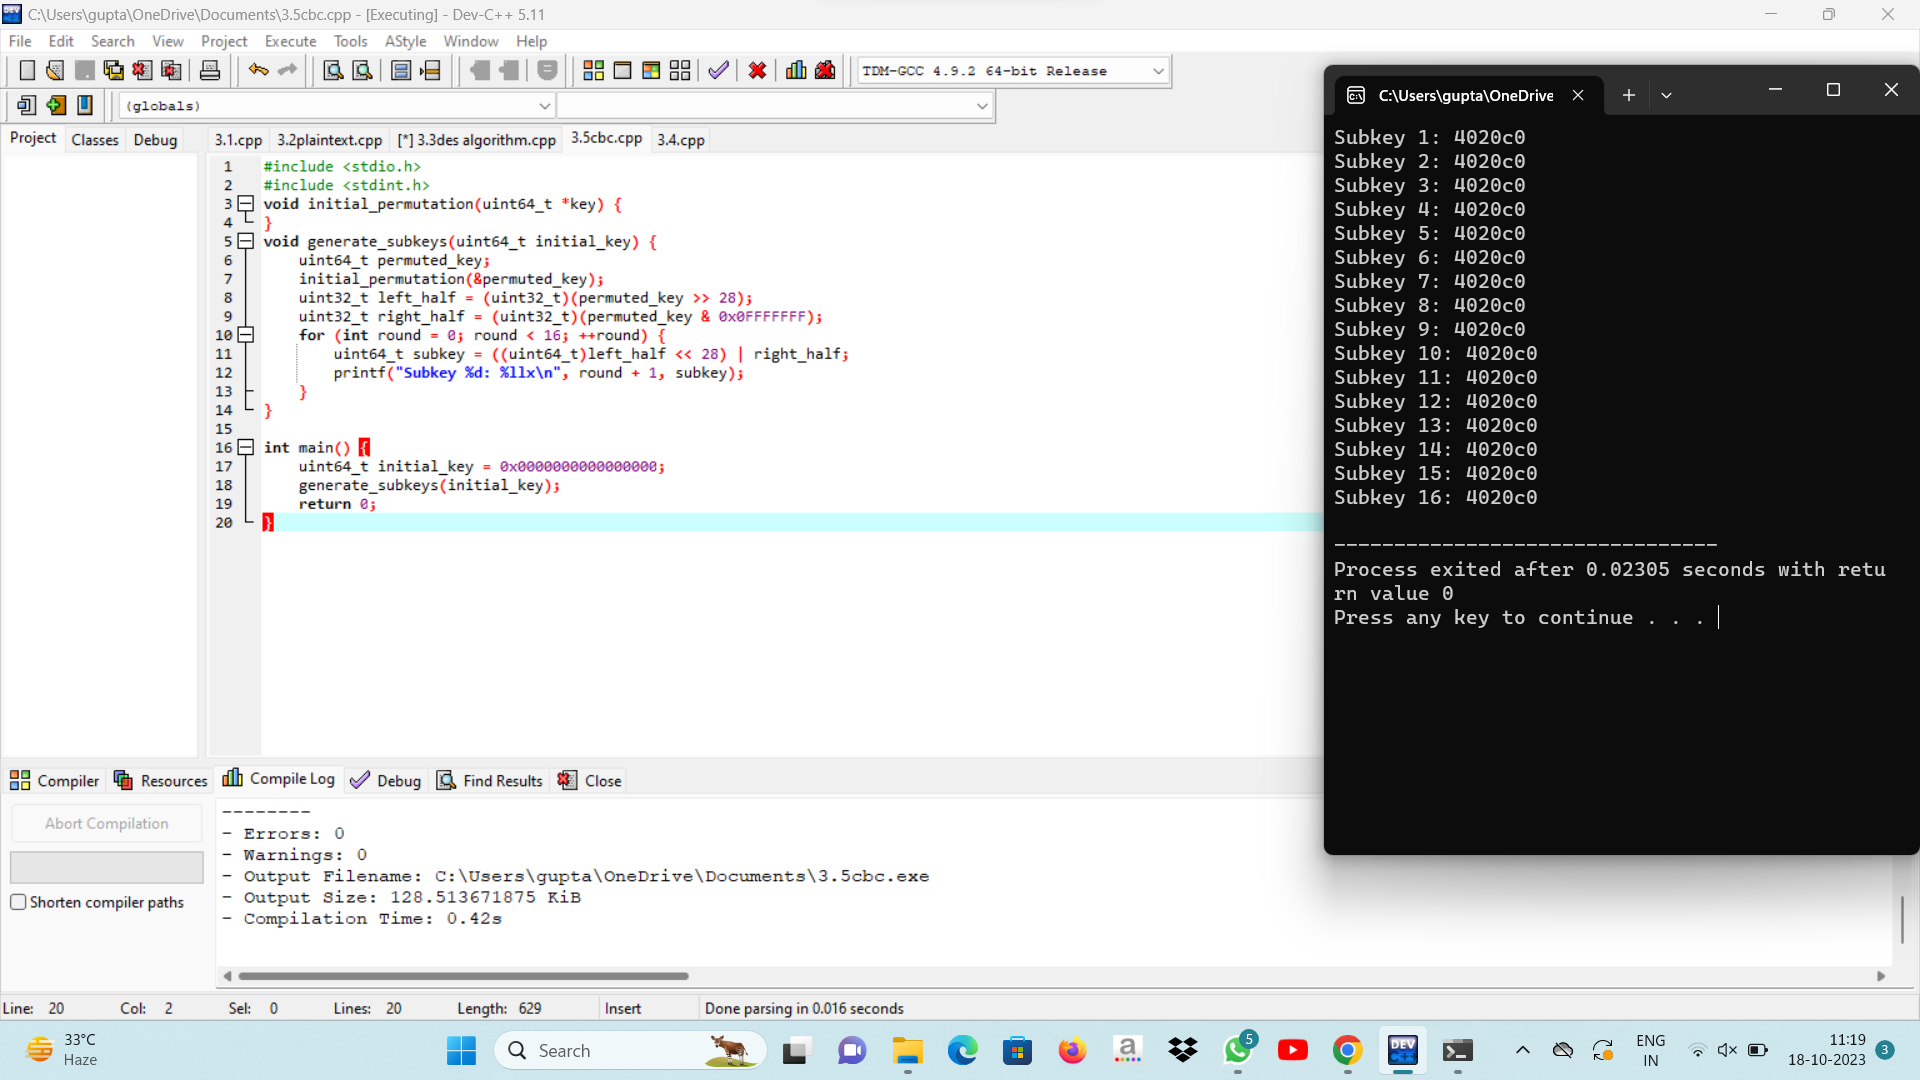 C:\Users\gupta\OneDrive\Documents\3.5cbc.cpp - [Executing] - Dev-C++ 5.11
File Edit Search View Project Execute Tools AStyle Window Help
TDM-GCC 4.9.2 64-bit Release
(globals)
Project Classes Debug
3.1.cpp 3.2plaintext.cpp [*] 3.3des algorithm.cpp 3.5cbc.cpp 3.4.cpp
1 #include <stdio.h>
2 #include <stdint.h>
3 void initial_permutation(uint64_t *key) {
4 }
5 void generate_subkeys(uint64_t initial_key) {
6 uint64_t permuted_key;
7 initial_permutation(&permuted_key);
8 uint32_t left_half = (uint32_t)(permuted_key >> 28);
9 uint32_t right_half = (uint32_t)(permuted_key & 0x0FFFFFFF);
10 for (int round = 0; round < 16; ++round) {
11 uint64_t subkey = ((uint64_t)left_half << 28) | right_half;
12 printf("Subkey %d: %llx\n", round + 1, subkey);
13 }
14 }
15
16 int main() {
17 uint64_t initial_key = 0x0000000000000000;
18 generate_subkeys(initial_key);
19 return 0;
20 }
C:\Users\gupta\OneDrive
Subkey 1: 4020c0
Subkey 2: 4020c0
Subkey 3: 4020c0
Subkey 4: 4020c0
Subkey 5: 4020c0
Subkey 6: 4020c0
Subkey 7: 4020c0
Subkey 8: 4020c0
Subkey 9: 4020c0
Subkey 10: 4020c0
Subkey 11: 4020c0
Subkey 12: 4020c0
Subkey 13: 4020c0
Subkey 14: 4020c0
Subkey 15: 4020c0
Subkey 16: 4020c0
--------------------------------
Process exited after 0.02305 seconds with retu
rn value 0
Press any key to continue . . .
Compiler Resources Compile Log Debug Find Results Close
Abort Compilation
Shorten compiler paths
--------
- Errors: 0
- Warnings: 0
- Output Filename: C:\Users\gupta\OneDrive\Documents\3.5cbc.exe
- Output Size: 128.513671875 KiB
- Compilation Time: 0.42s
Line: 20 Col: 2 Sel: 0 Lines: 20 Length: 629 Insert Done parsing in 0.016 seconds
33°C
Haze
Search
a
5
DEV
C++
ENG
IN
11:19
18-10-2023
3